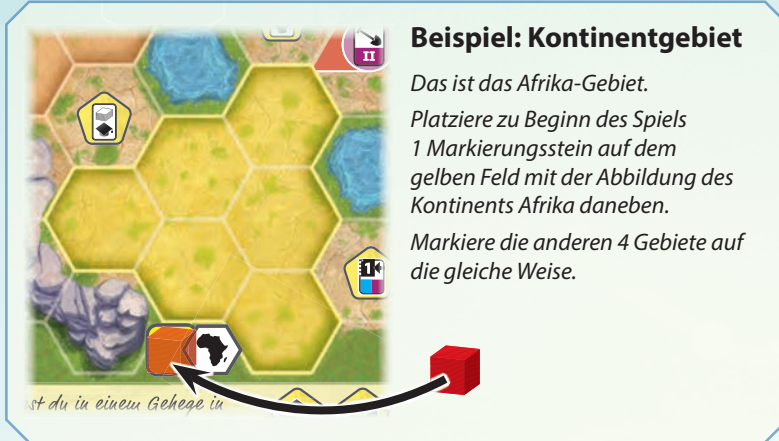 Beispiel: Kontinentgebiet
Das ist das Afrika-Gebiet.
Platziere zu Beginn des Spiels
1 Markierungsstein auf dem
gelben Feld mit der Abbildung des
Kontinents Afrika daneben.
Markiere die anderen 4 Gebiete auf
die gleiche Weise.
II
1
st du in einem Gehege in